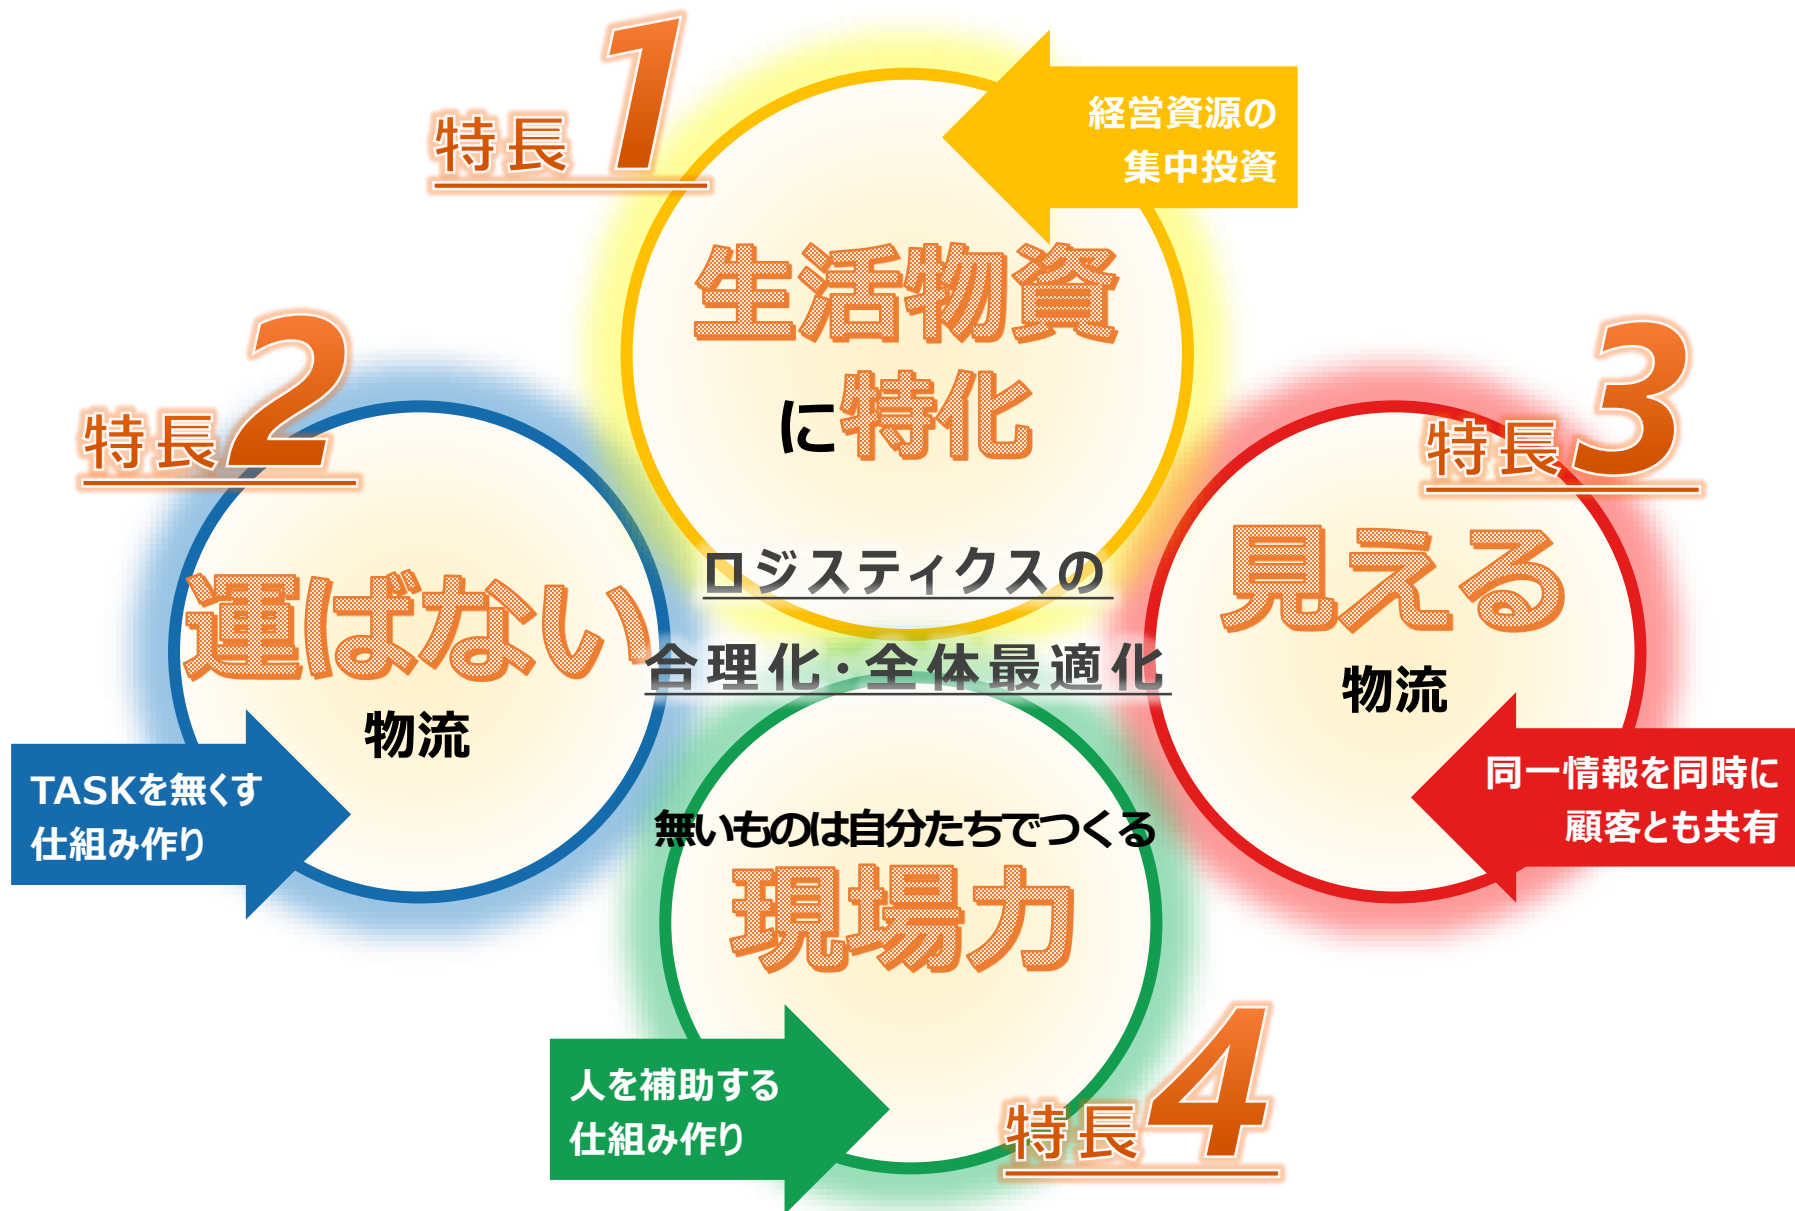 特長1
経営資源の
集中投資
生活物資
に特化
特長2
運ばない
物流
TASKを無くす
仕組み作り
ロジスティクスの
合理化・全体最適化
特長3
見える
物流
同一情報を同時に
顧客とも共有
無いものは自分たちでつくる
現場力
人を補助する
仕組み作り
特長4